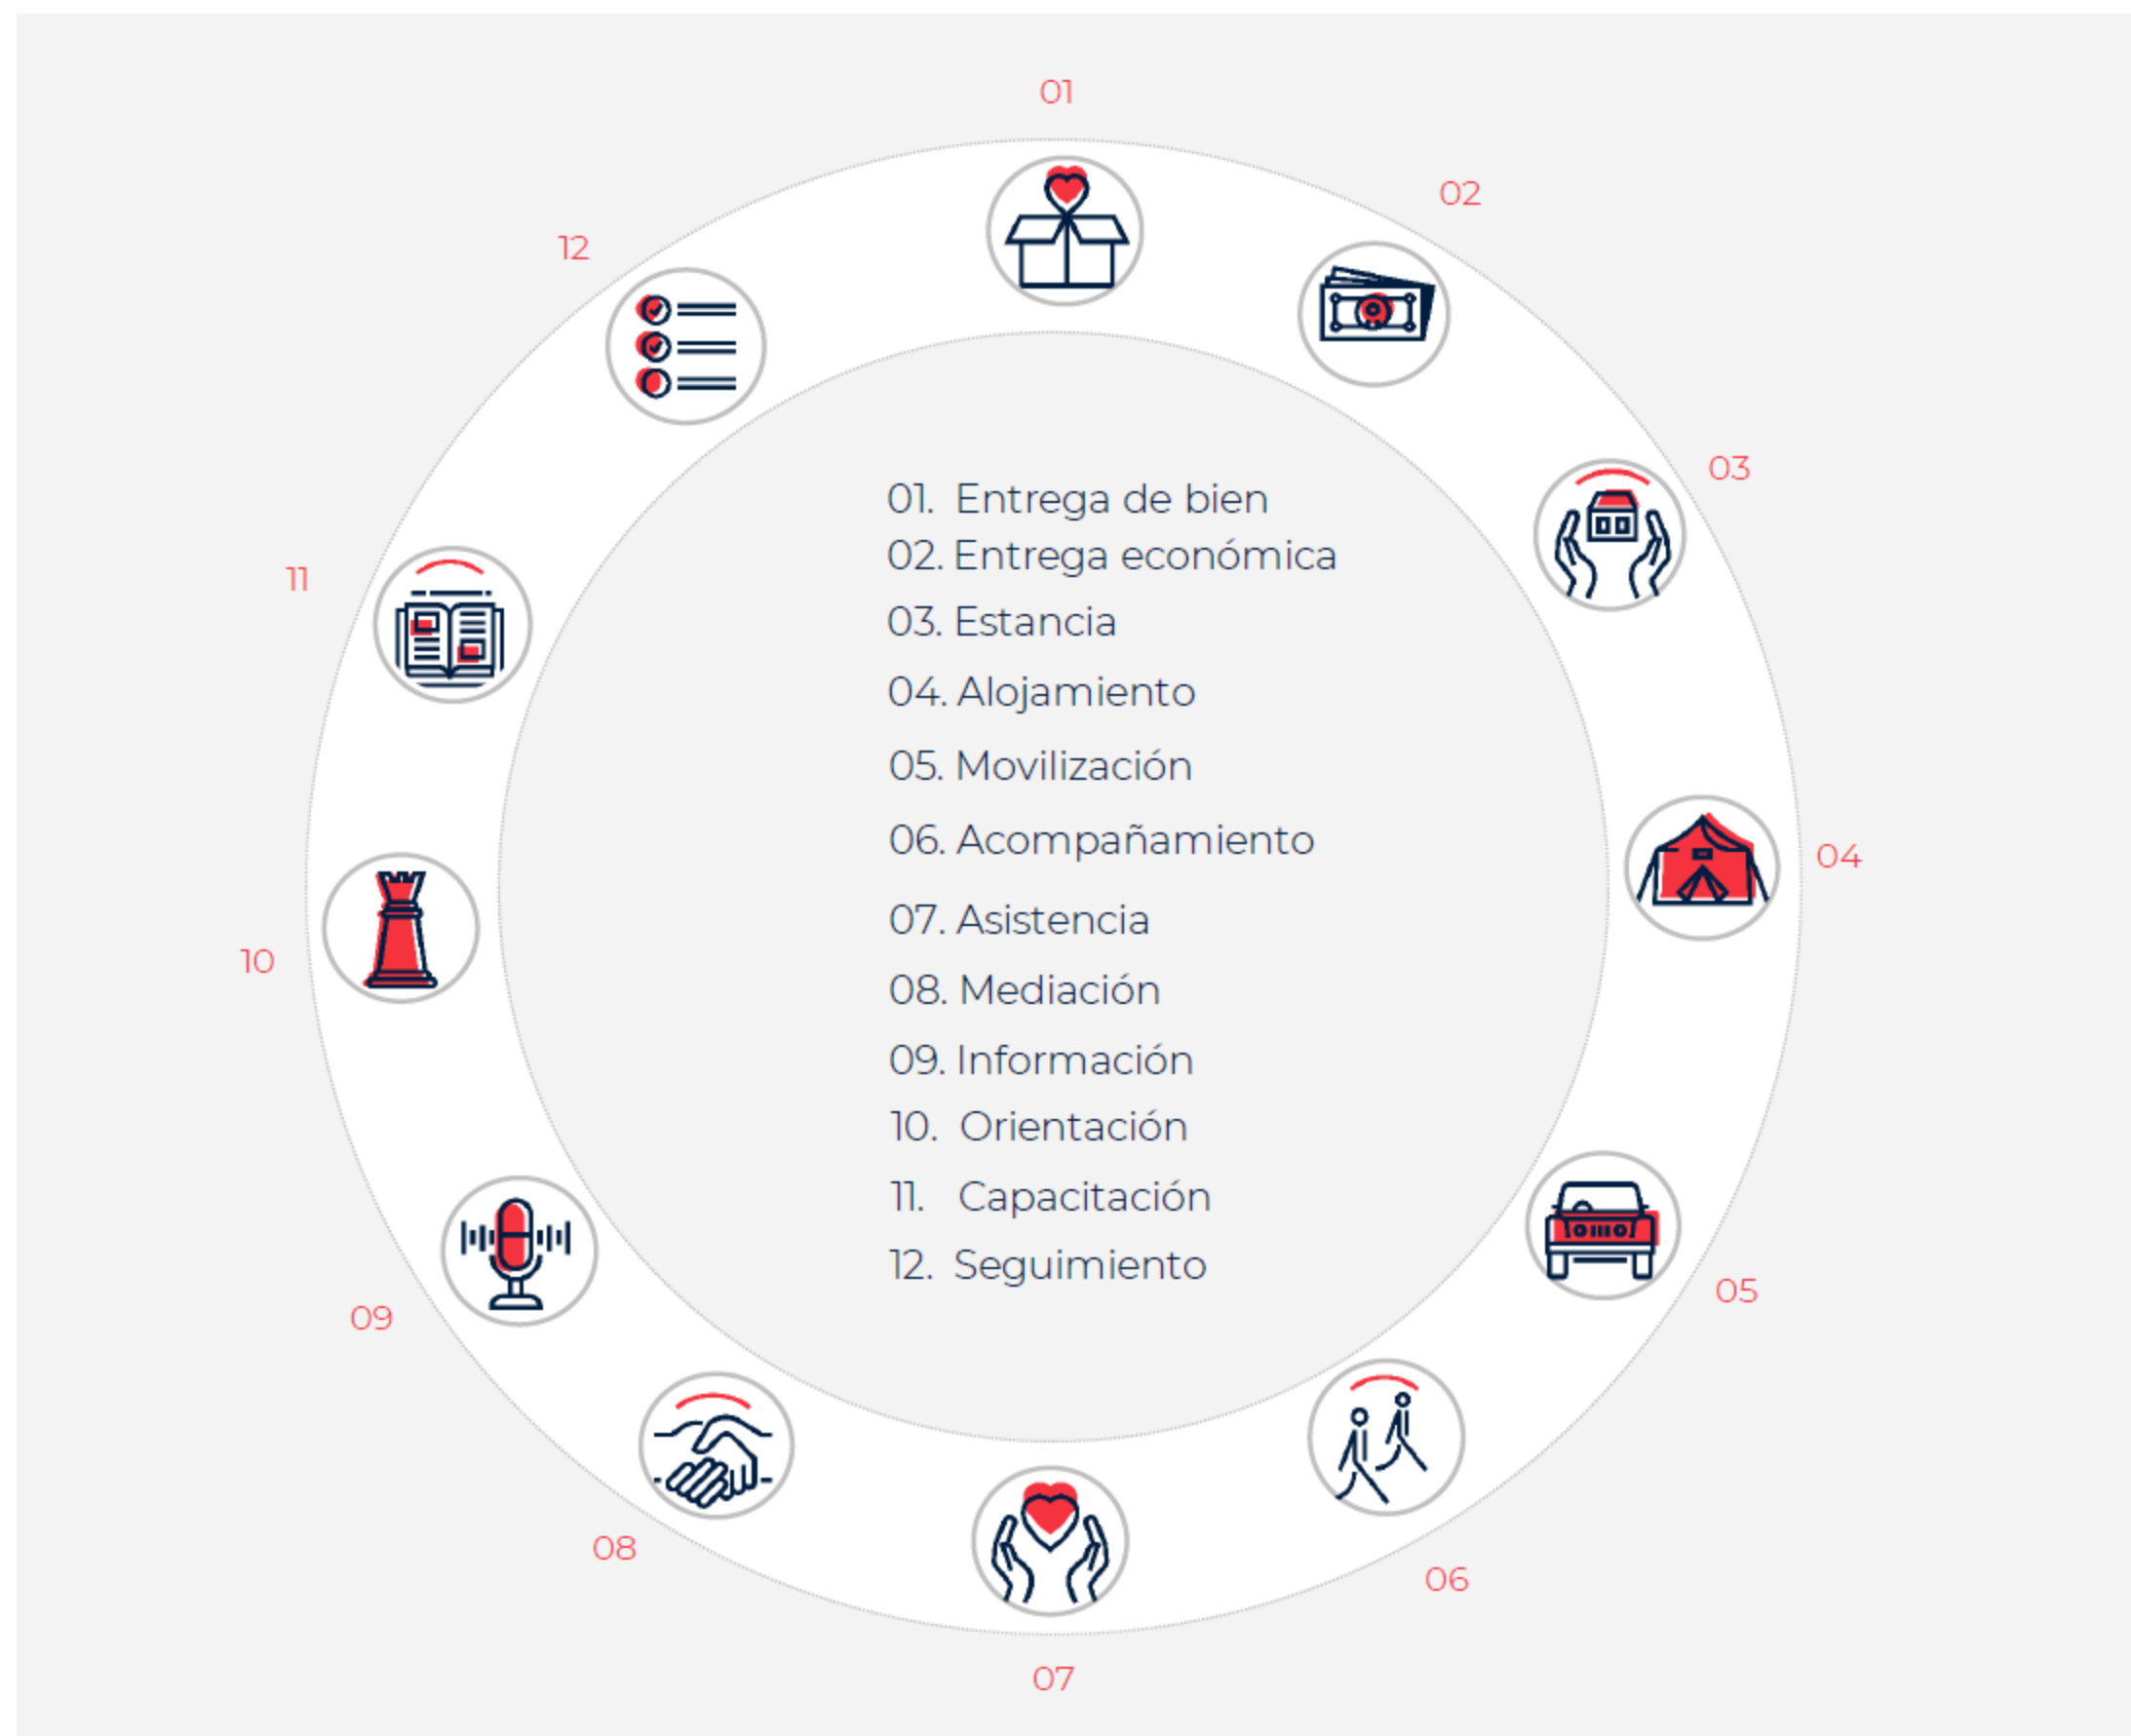 01
02
03
04
05
06
07
08
09
10
11
12
01. Entrega de bien
02. Entrega económica
03. Estancia
04. Alojamiento
05. Movilización
06. Acompañamiento
07. Asistencia
08. Mediación
09. Información
10. Orientación
11. Capacitación
12. Seguimiento